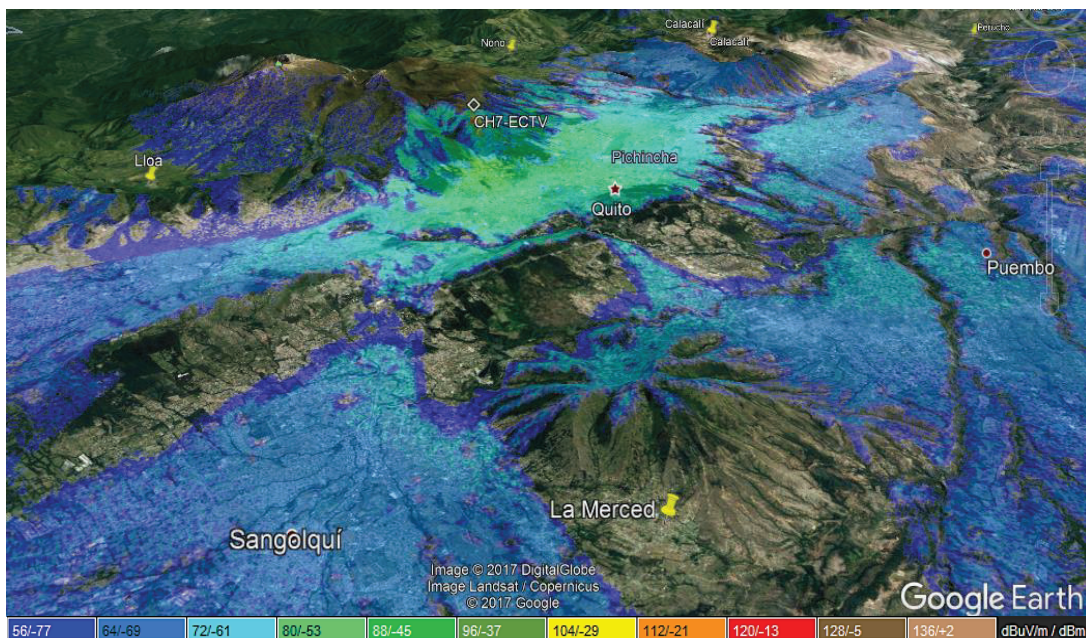 Calacalí
Nono
Calacalí
Perucho
CH7-ECTV
Lloa
Pichincha
Quito
Puembo
La Merced
Sangolquí
Image © 2017 DigitalGlobe
Image Landsat / Copernicus
© 2017 Google
Google Earth
56/-77 64/-69 72/-61 80/-53 88/-45 96/-37 104/-29 112/-21 120/-13 128/-5 136/+2 dBuV/m / dBm